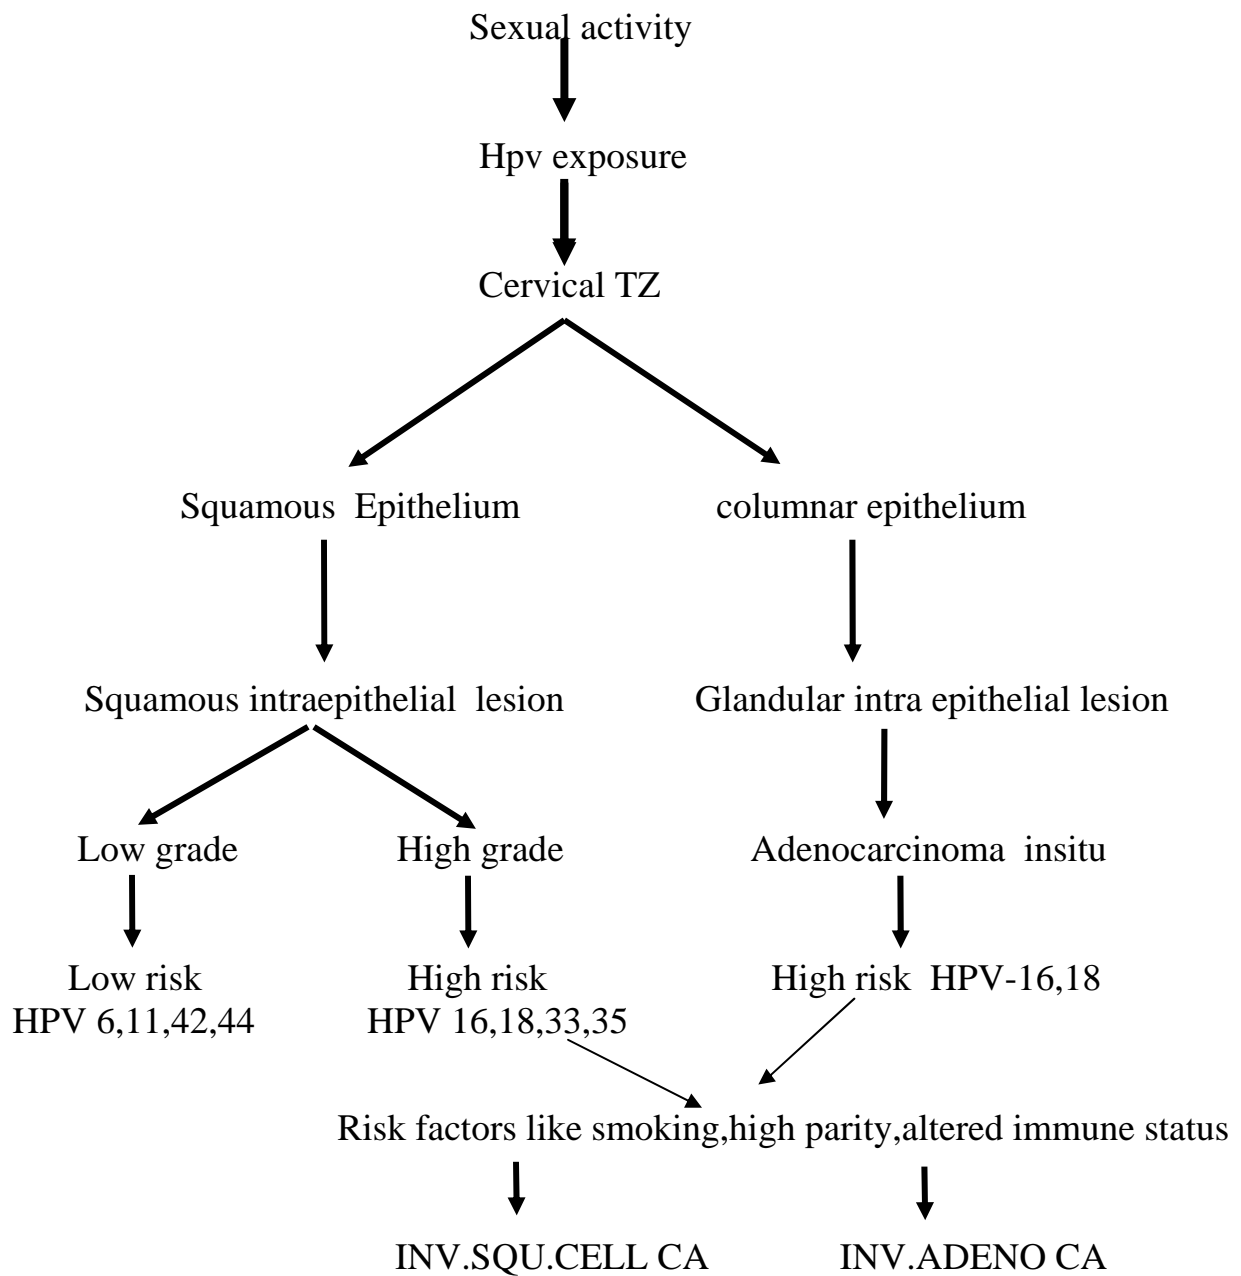 Sexual activity
Hpv exposure
Cervical TZ
Squamous Epithelium
columnar epithelium
Squamous intraepithelial lesion
Glandular intra epithelial lesion
Low grade
High grade
Adenocarcinoma insitu
Low risk
HPV 6,11,42,44
High risk
HPV 16,18,33,35
High risk HPV-16,18
Risk factors like smoking,high parity,altered immune status
INV.SQU.CELL CA
INV.ADENO CA